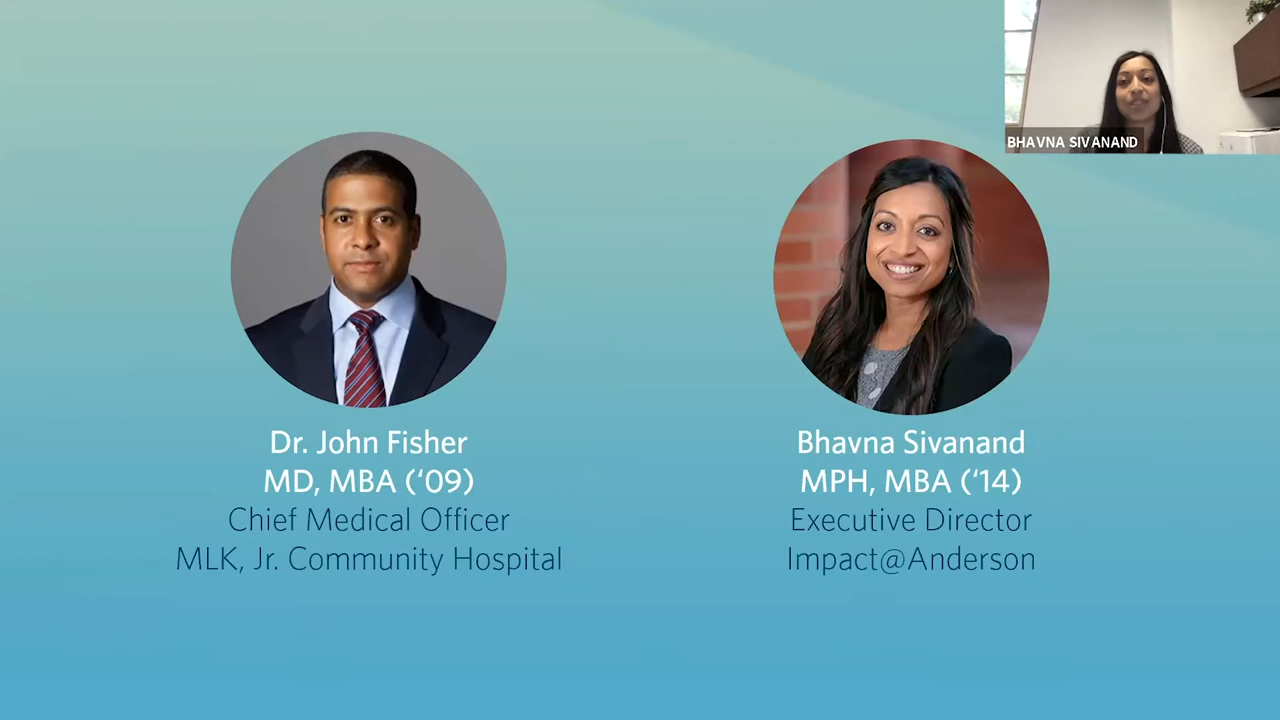 BHAVNA SIVANAND
Dr. John Fisher
MD, MBA (‘09)
Chief Medical Officer
MLK, Jr. Community Hospital
Bhavna Sivanand
MPH, MBA (‘14)
Executive Director
Impact@Anderson